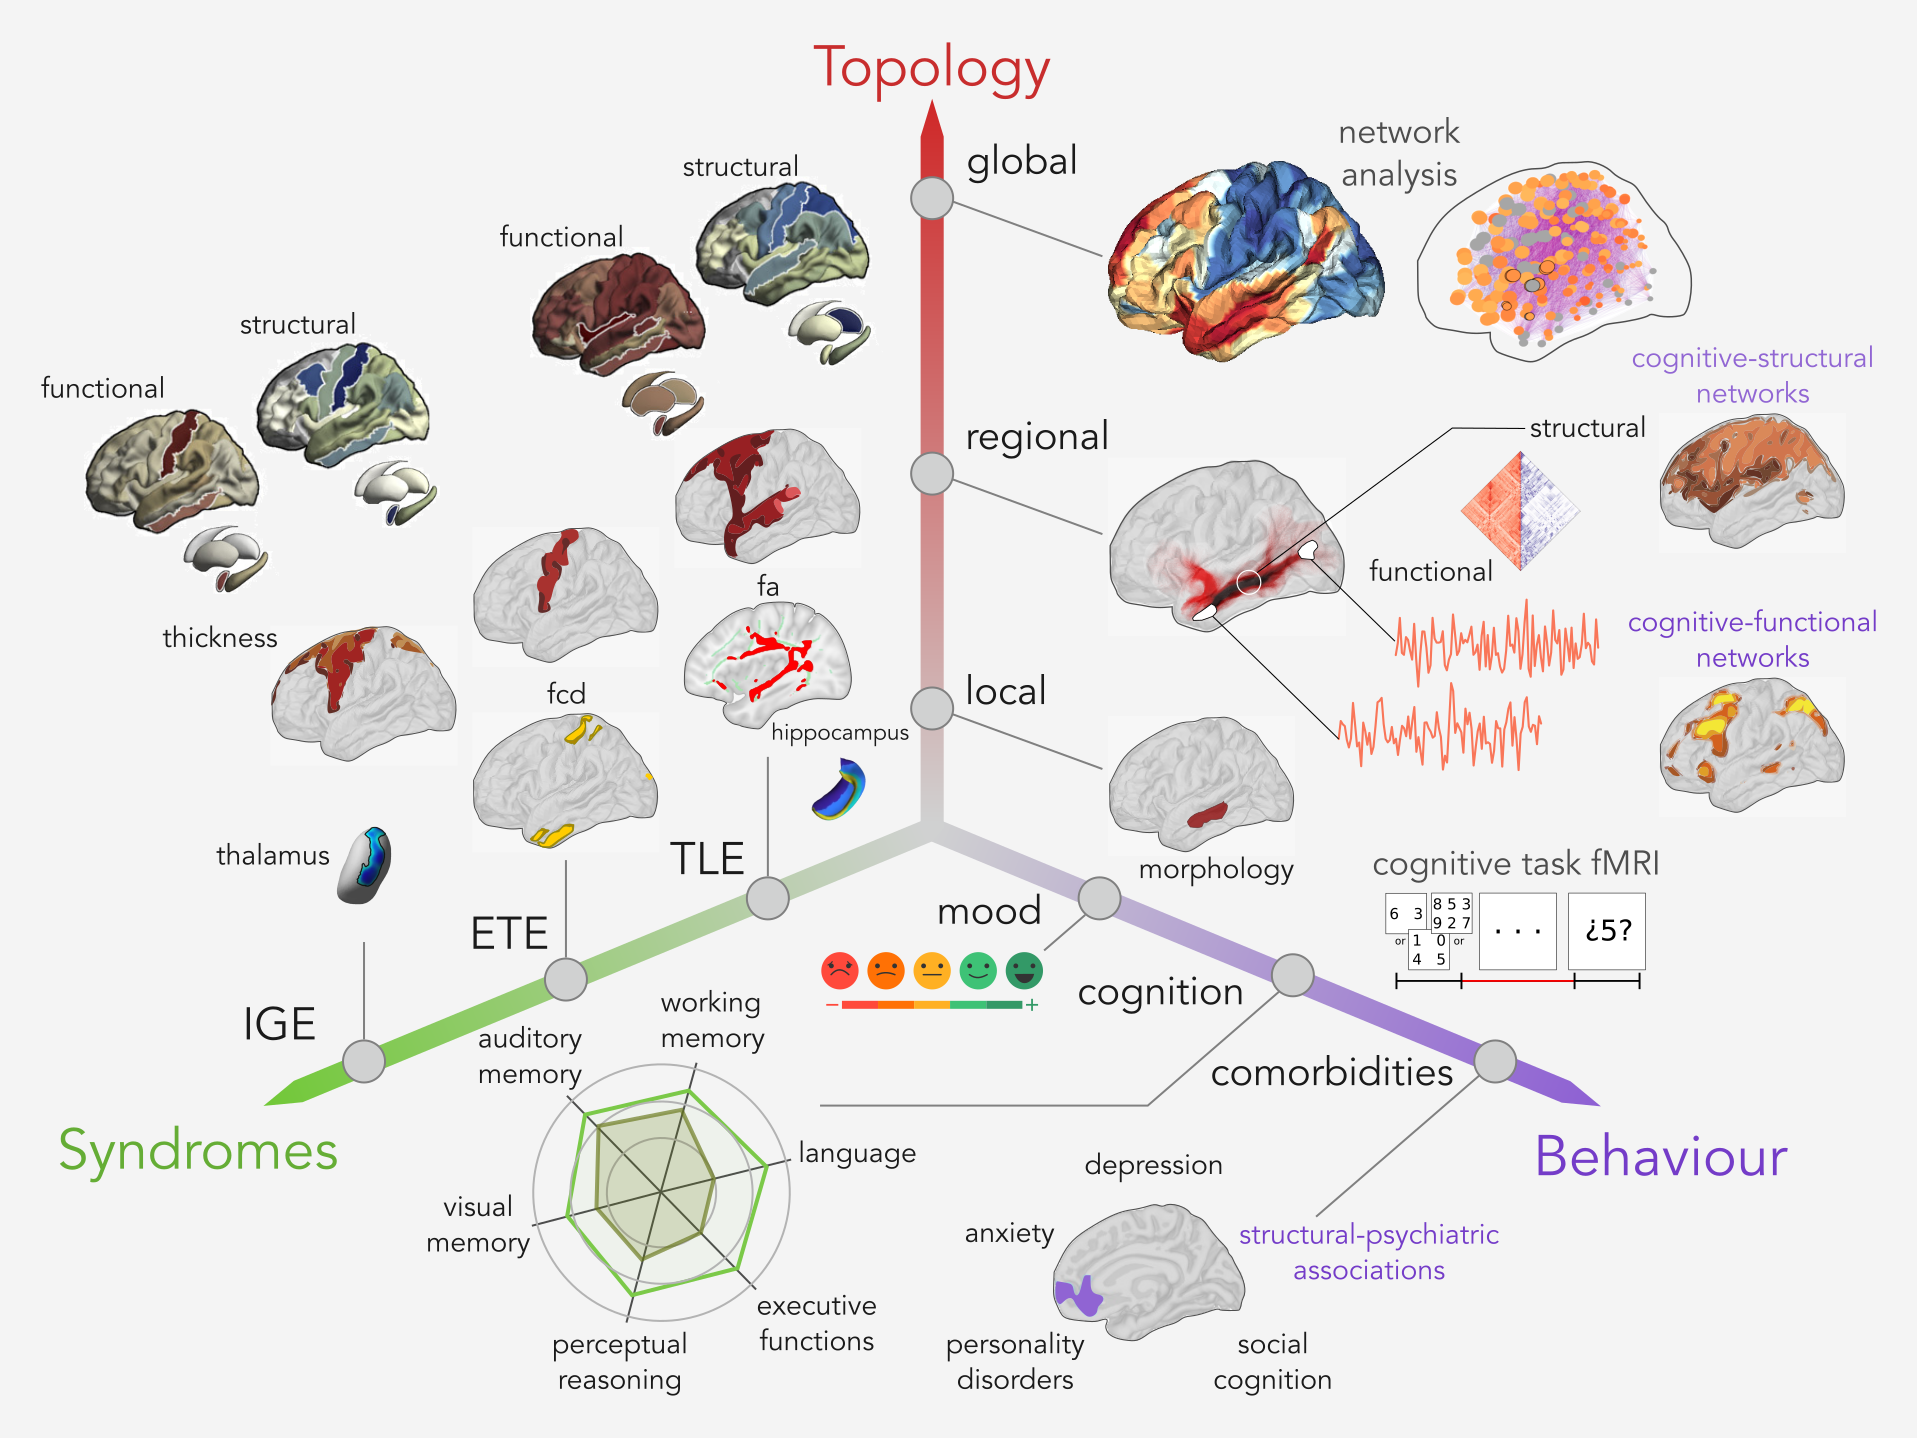 Topology
global
network
analysis
structural
functional
structural
functional
cognitive-structural
networks
regional
structural
functional
cognitive-functional
networks
fa
thickness
fcd
local
hippocampus
thalamus
morphology
TLE
ETE
IGE
mood
cognition
comorbidities
cognitive task fMRI
6 3
8 5 3
9 2 7
or
1 0
4 5
or
. . .
¿5?
− +
Syndromes
Behaviour
working
memory
auditory
memory
language
visual
memory
executive
functions
perceptual
reasoning
depression
anxiety
structural-psychiatric
associations
personality
disorders
social
cognition